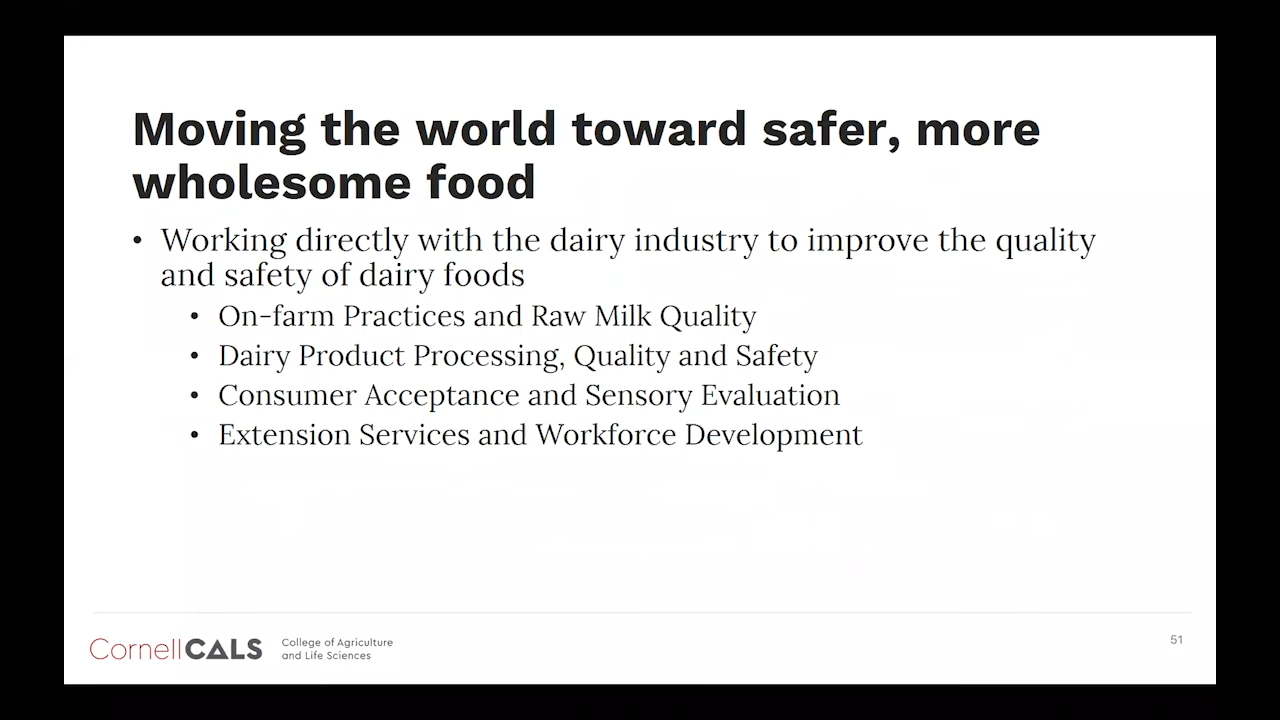 Moving the world toward safer, more
wholesome food
• Working directly with the dairy industry to improve the quality
and safety of dairy foods
• On-farm Practices and Raw Milk Quality
• Dairy Product Processing, Quality and Safety
• Consumer Acceptance and Sensory Evaluation
• Extension Services and Workforce Development
CornellCALS
College of Agriculture
and Life Sciences
51